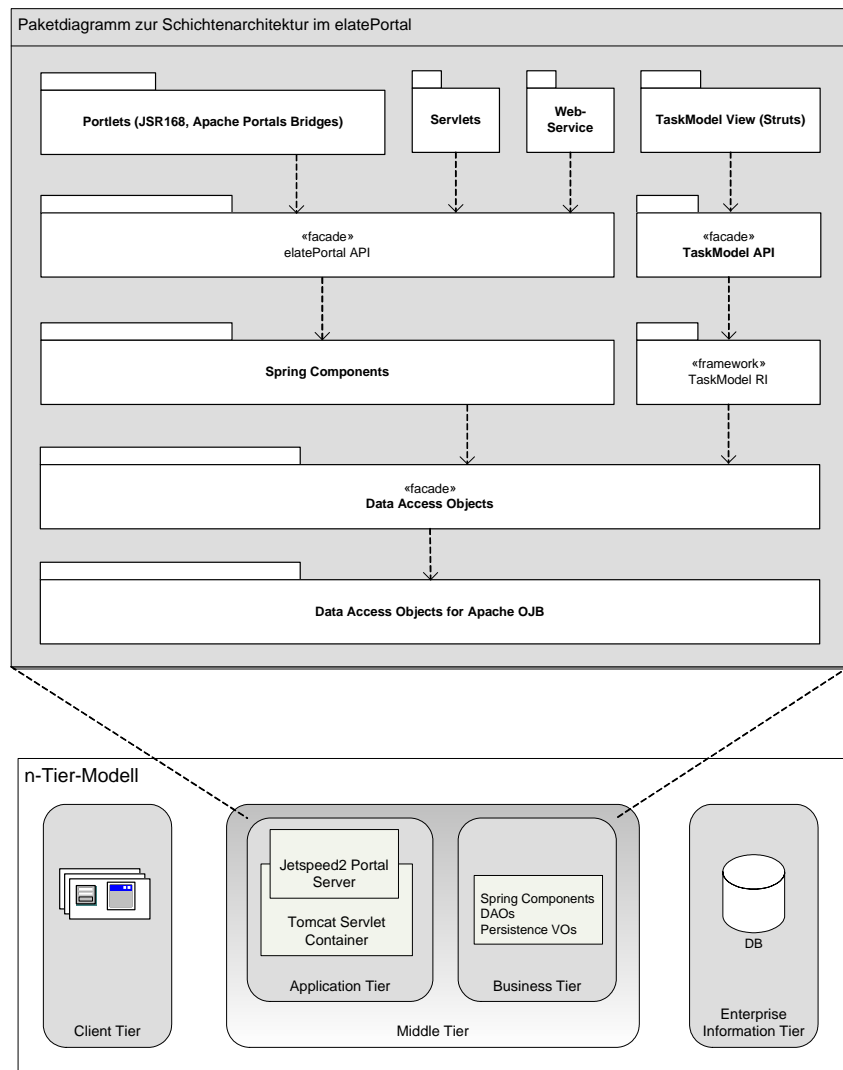 Paketdiagramm zur Schichtenarchitektur im elatePortal
Portlets (JSR168, Apache Portals Bridges)
Servlets
Web-
Service
TaskModel View (Struts)
«facade»
elatePortal API
«facade»
TaskModel API
Spring Components
«framework»
TaskModel RI
«facade»
Data Access Objects
Data Access Objects for Apache OJB
n-Tier-Modell
Jetspeed2 Portal
Server
Tomcat Servlet
Container
Application Tier
Spring Components
DAOs
Persistence VOs
Business Tier
DB
Client Tier
Middle Tier
Enterprise
Information Tier